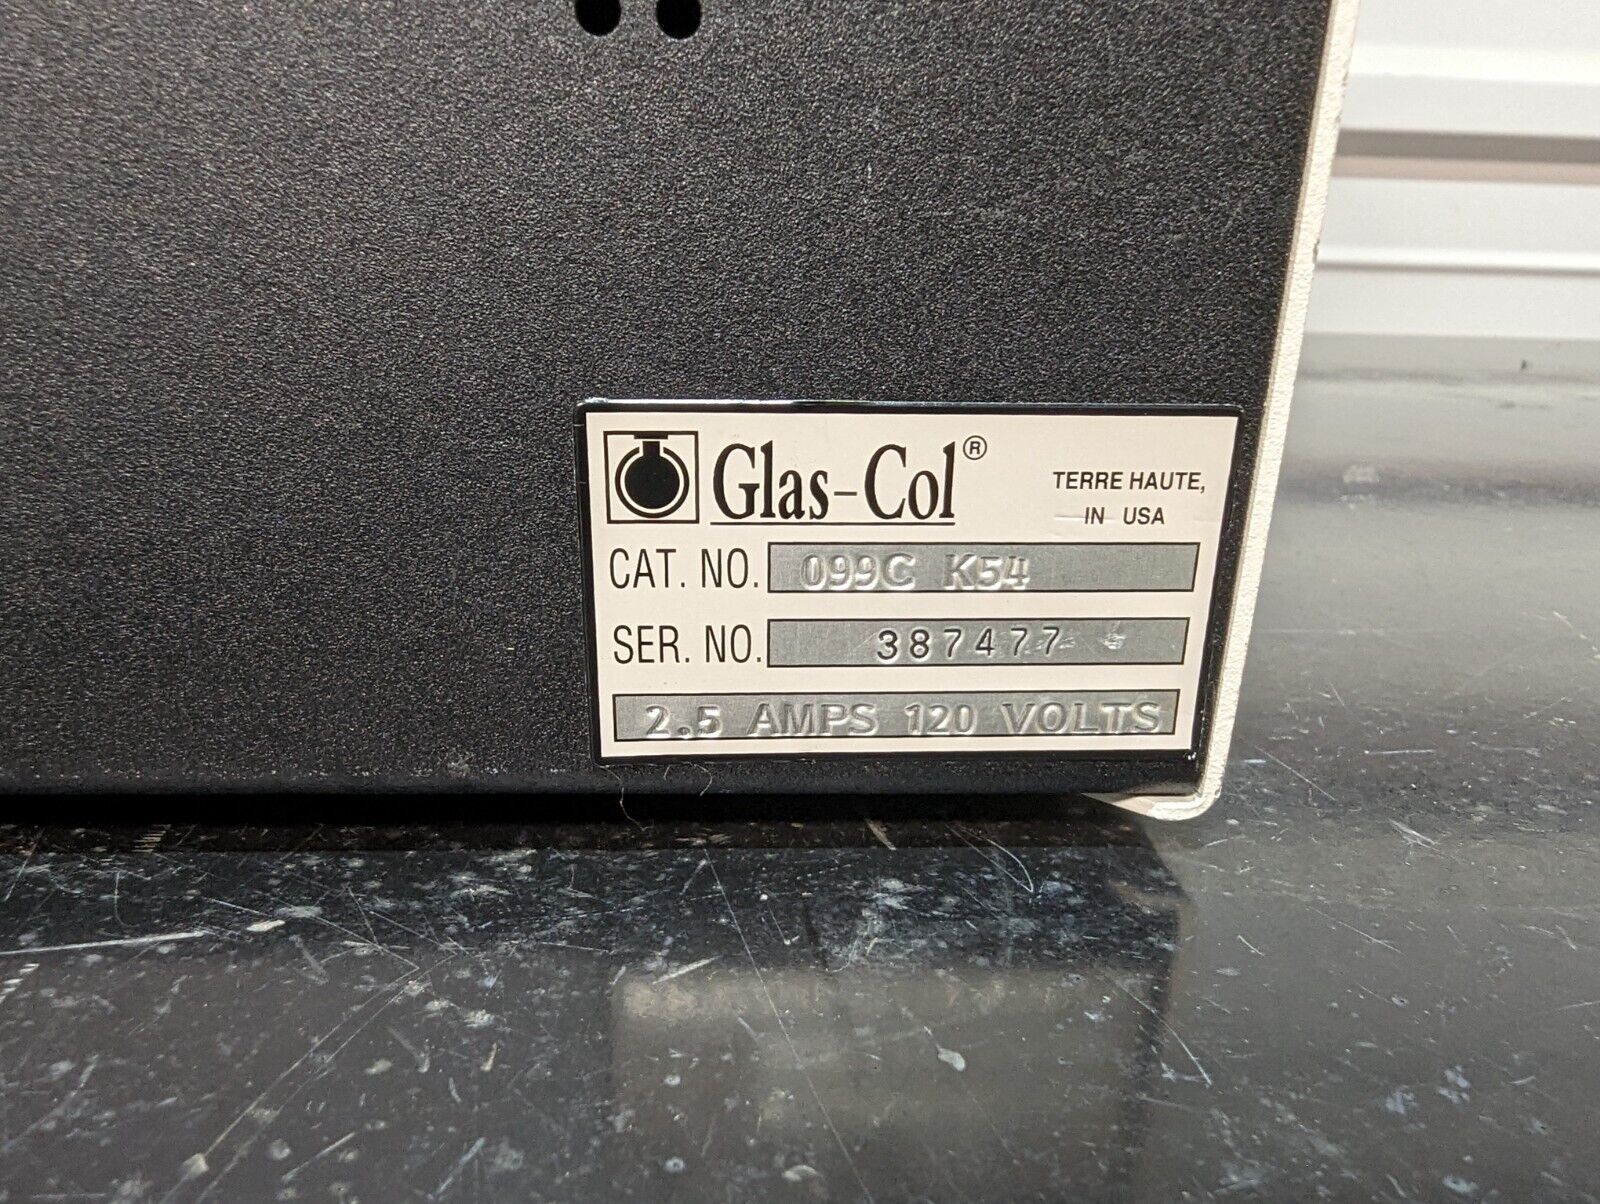 Glas-Col®
TERRE HAUTE,
IN USA
CAT. NO. 099C K54
SER. NO. 387477
2.5 AMPS 120 VOLTS